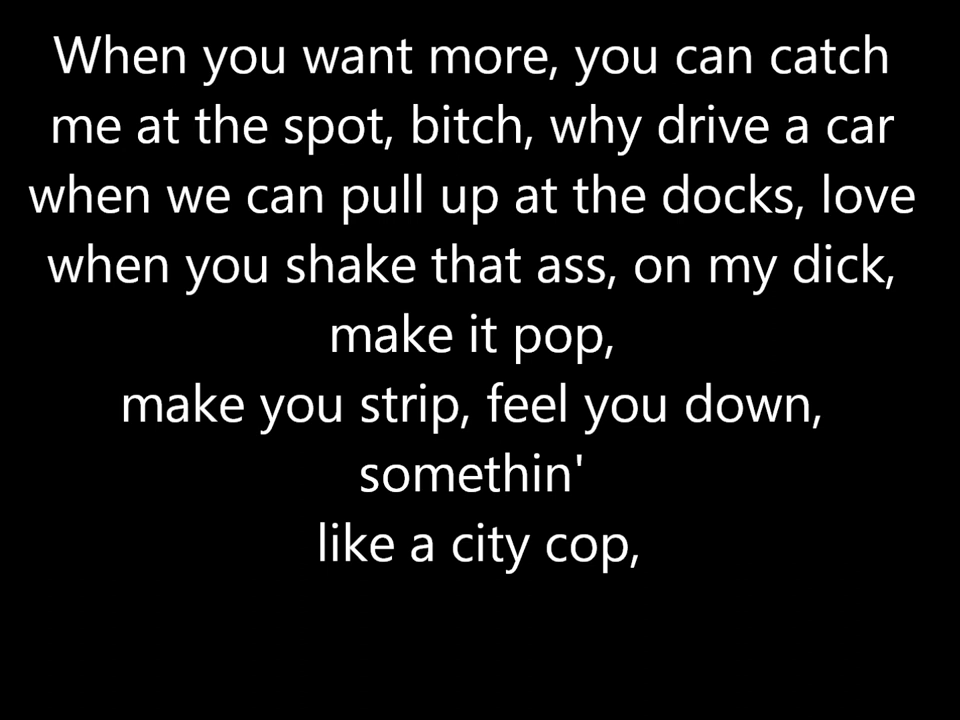 When you want more, you can catch
me at the spot, bitch, why drive a car
when we can pull up at the docks, love
when you shake that ass, on my dick,
make it pop,
make you strip, feel you down,
somethin'
like a city cop,